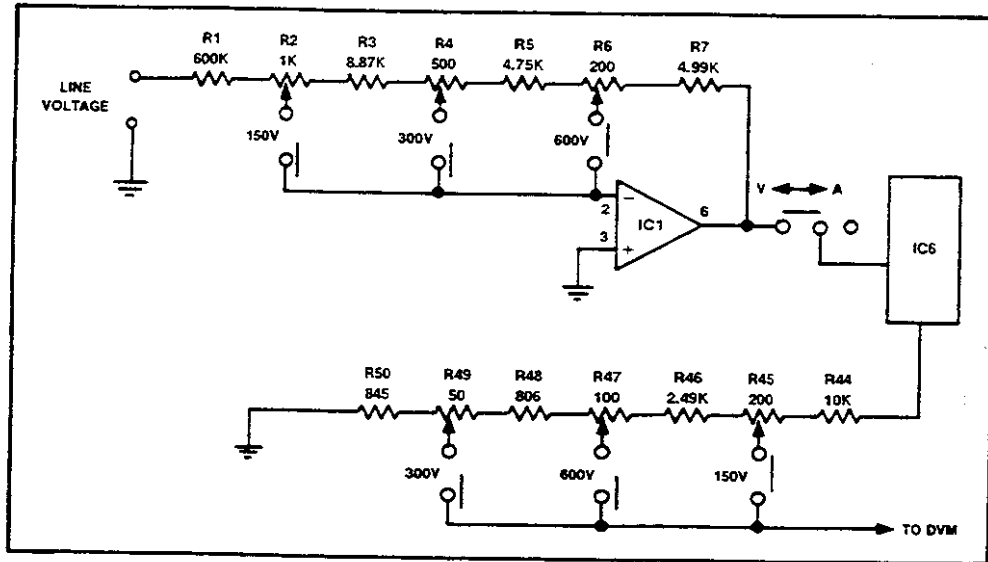 R1 R2 R3 R4 R5 R6 R7
600K 1K 8.87K 500 4.75K 200 4.99K
LINE
VOLTAGE
150V 300V 600V
V A
2 − 6
IC1
3 +
IC6
R50 R49 R48 R47 R46 R45 R44
845 50 806 100 2.49K 200 10K
300V 600V 150V
TO DVM